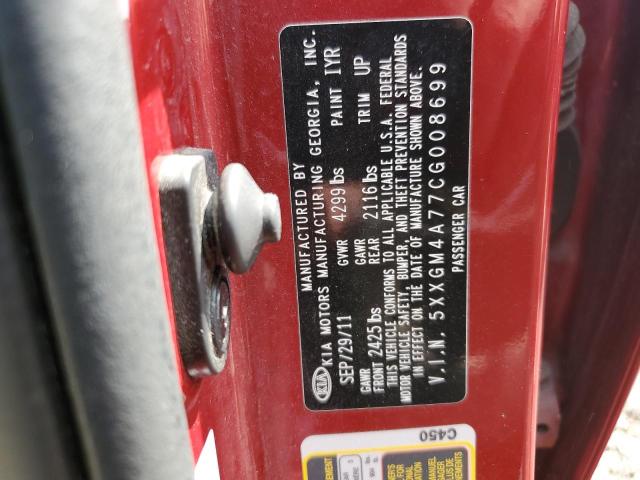 MANUFACTURED BY
KIA KIA MOTORS MANUFACTURING GEORGIA, INC.
SEP/29/11 GVWR 4299 lbs PAINT IYR
GAWR FRONT 2425 lbs GAWR REAR 2116 lbs TRIM UP
THIS VEHICLE CONFORMS TO ALL APPLICABLE U.S.A. FEDERAL
MOTOR VEHICLE SAFETY, BUMPER, AND THEFT PREVENTION STANDARDS
IN EFFECT ON THE DATE OF MANUFACTURE SHOWN ABOVE.
V.I.N. 5XXGM4A77CG008699
PASSENGER CAR
C450